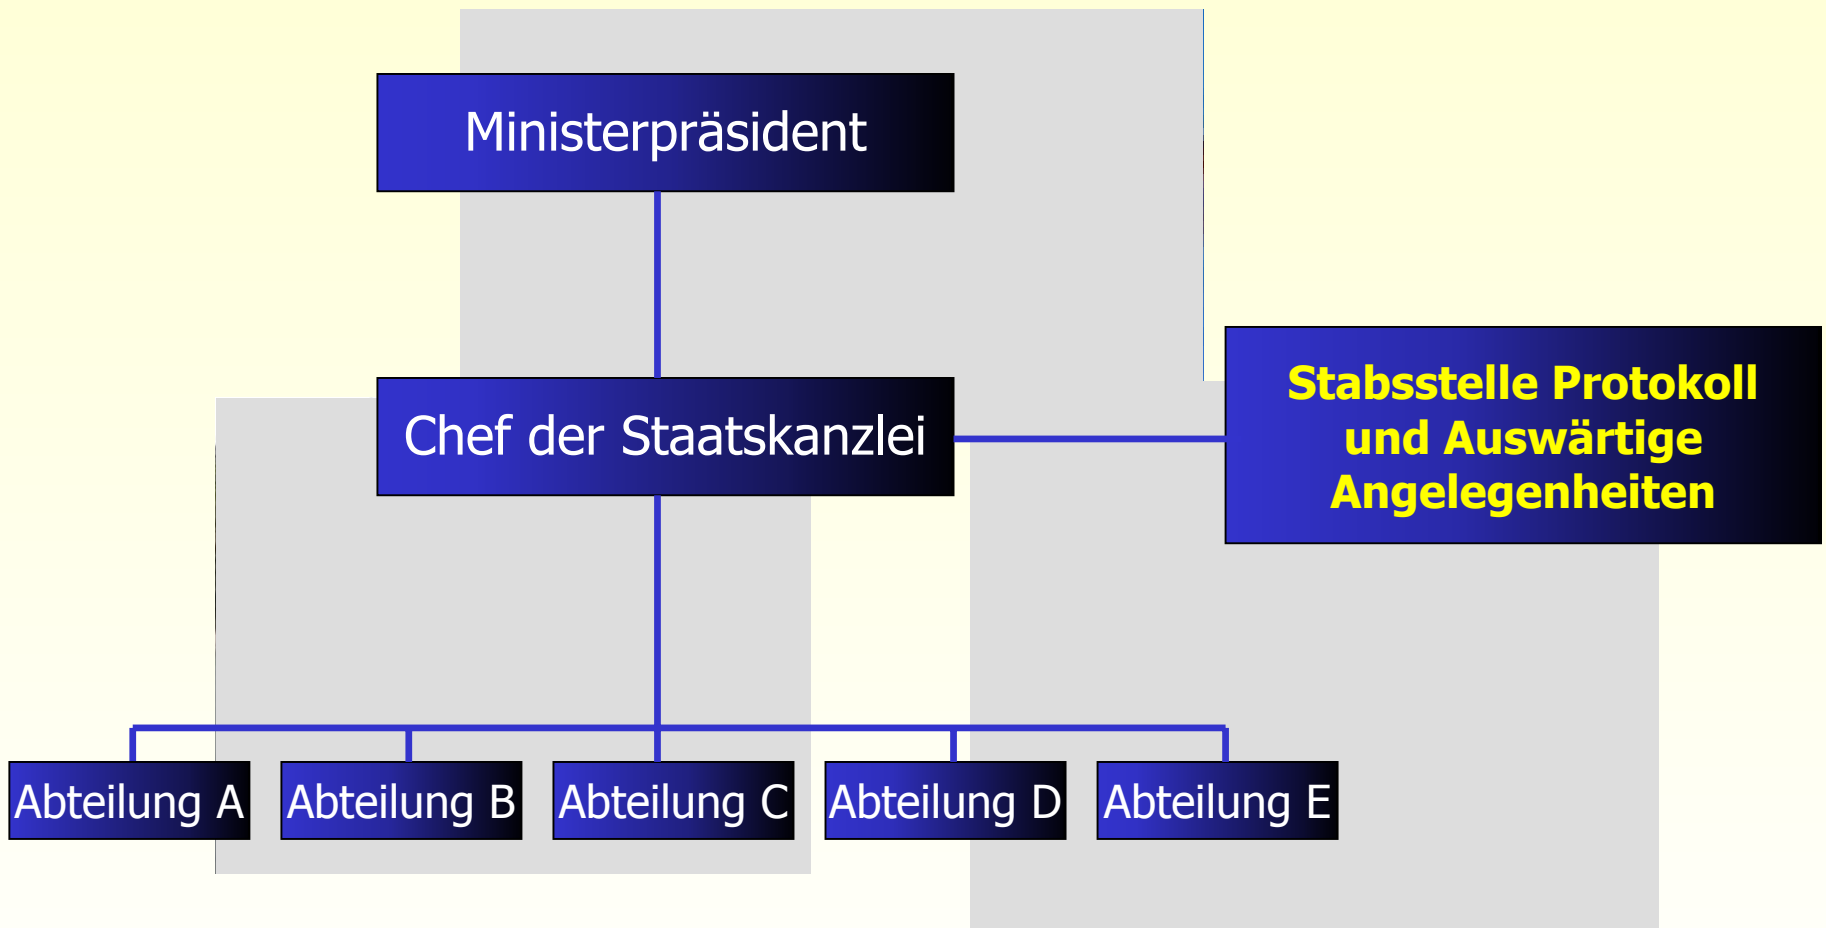 Ministerpräsident
Chef der Staatskanzlei
Stabsstelle Protokoll
und Auswärtige
Angelegenheiten
Abteilung A
Abteilung B
Abteilung C
Abteilung D
Abteilung E